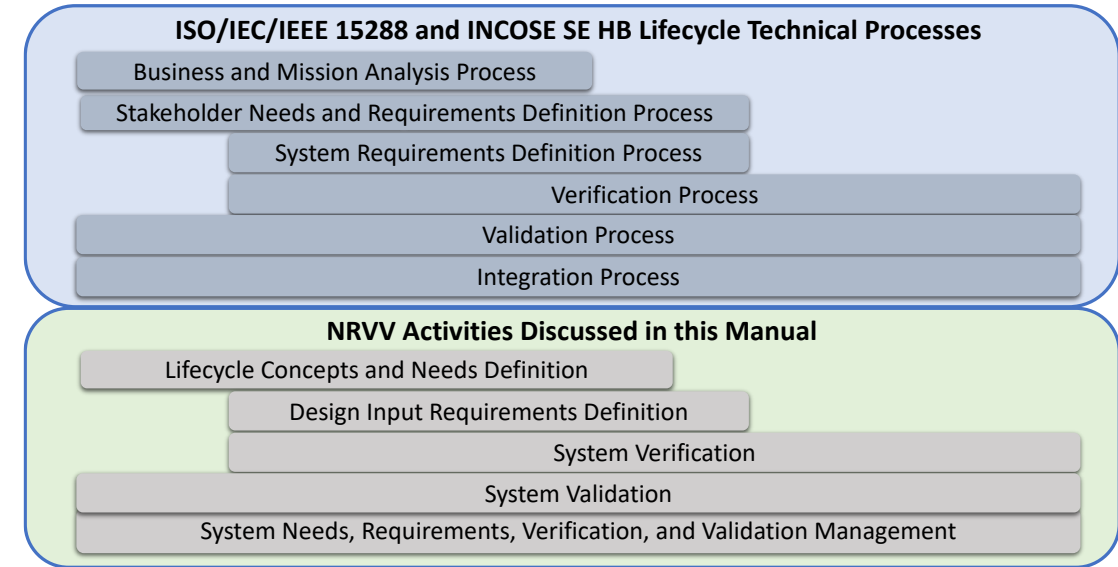 ISO/IEC/IEEE 15288 and INCOSE SE HB Lifecycle Technical Processes
Business and Mission Analysis Process
Stakeholder Needs and Requirements Definition Process
System Requirements Definition Process
Verification Process
Validation Process
Integration Process
NRVV Activities Discussed in this Manual
Lifecycle Concepts and Needs Definition
Design Input Requirements Definition
System Verification
System Validation
System Needs, Requirements, Verification, and Validation Management